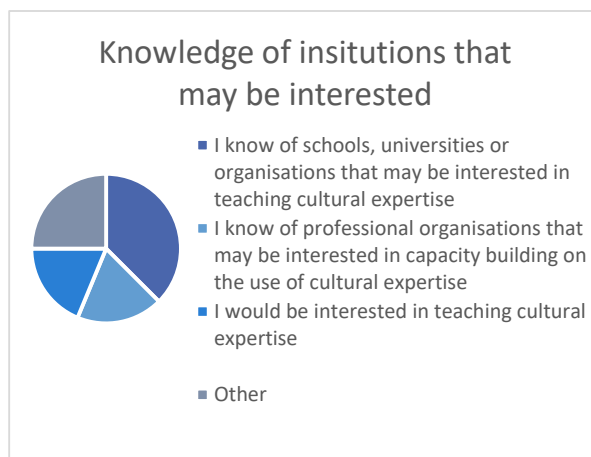 Knowledge of insitutions that
may be interested
I know of schools, universities or
organisations that may be interested in
teaching cultural expertise
I know of professional organisations that
may be interested in capacity building on
the use of cultural expertise
I would be interested in teaching cultural
expertise
Other